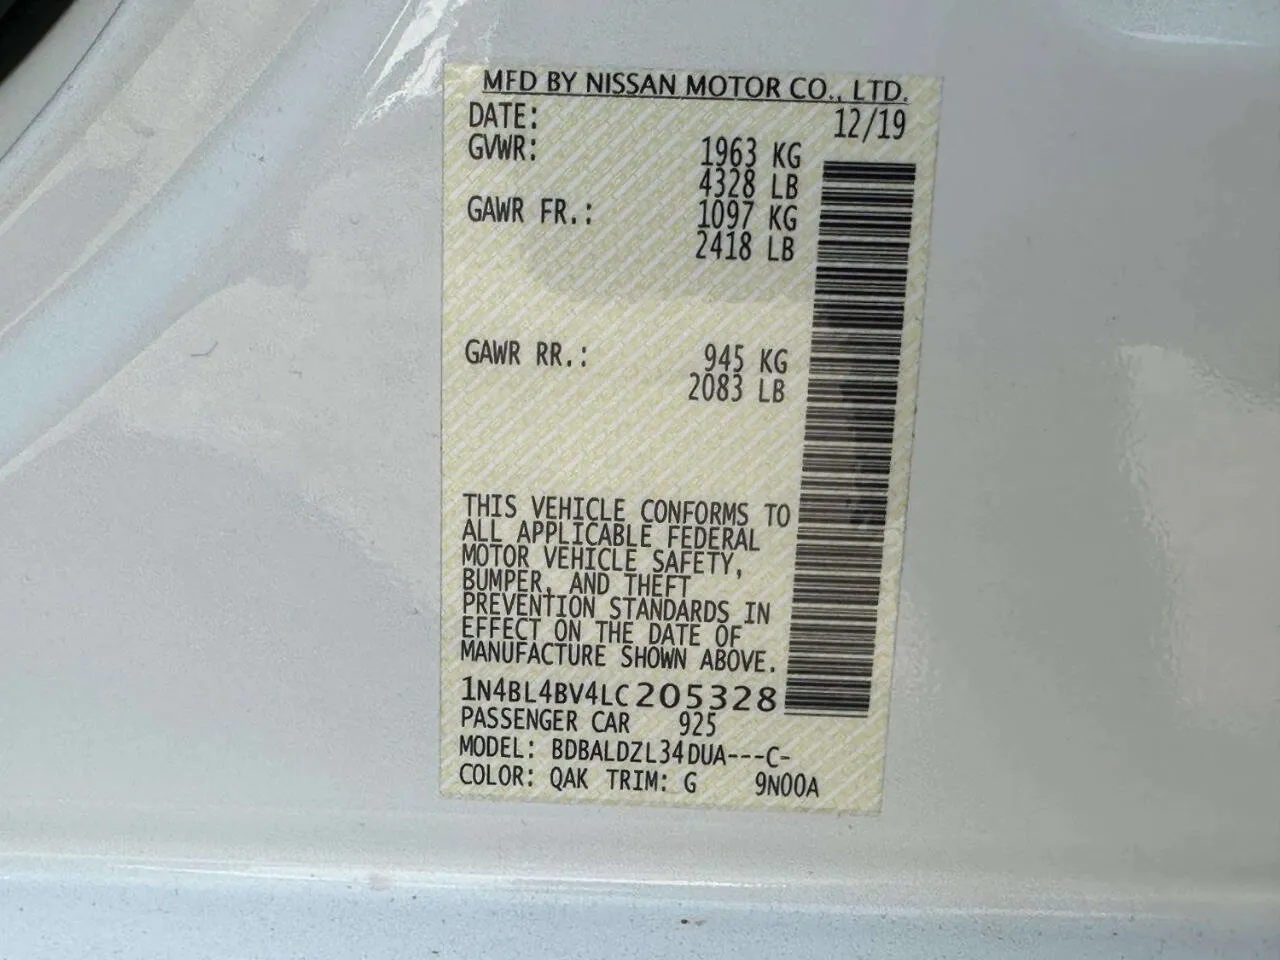 MFD BY NISSAN MOTOR CO., LTD.
DATE: 12/19
GVWR: 1963 KG
4328 LB
GAWR FR.: 1097 KG
2418 LB
GAWR RR.: 945 KG
2083 LB
THIS VEHICLE CONFORMS TO
ALL APPLICABLE FEDERAL
MOTOR VEHICLE SAFETY,
BUMPER, AND THEFT
PREVENTION STANDARDS IN
EFFECT ON THE DATE OF
MANUFACTURE SHOWN ABOVE.
1N4BL4BV4LC205328
PASSENGER CAR 925
MODEL: BDBALDZL34DUA---C-
COLOR: QAK TRIM: G 9N00A